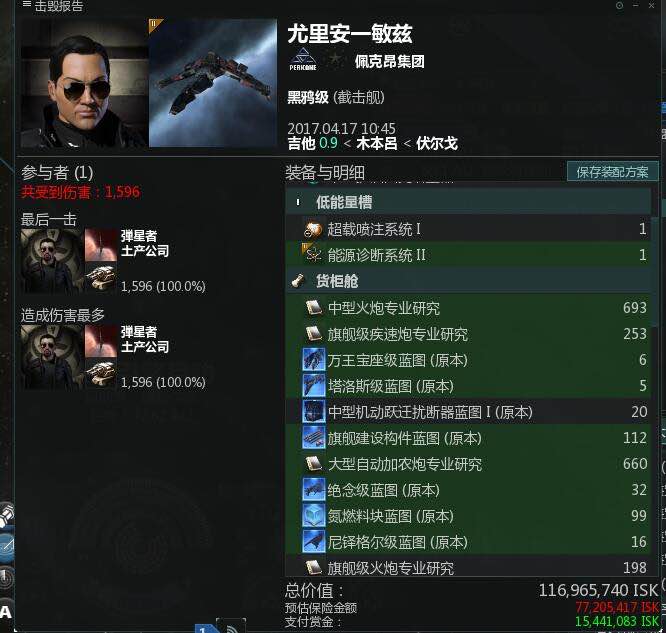 击毁报告
尤里安一敏兹
PERKONE
佩克昂集团
黑鸦级 (截击舰)
2017.04.17 10:45
吉他 0.9 < 木本吕 < 伏尔戈
参与者 (1)
共受到伤害：1,596
最后一击
弹星者
土产公司
1,596 (100.0%)
造成伤害最多
弹星者
土产公司
1,596 (100.0%)
装备与明细
保存装配方案
低能量槽
超载喷注系统 I 1
能源诊断系统 II 1
货柜舱
中型火炮专业研究 693
旗舰级疾速炮专业研究 253
万王宝座级蓝图 (原本) 6
塔洛斯级蓝图 (原本) 5
中型机动跃迁扰断器蓝图 I (原本) 20
旗舰建设构件蓝图 (原本) 112
大型自动加农炮专业研究 660
绝念级蓝图 (原本) 32
氮燃料块蓝图 (原本) 99
尼铎格尔级蓝图 (原本) 16
旗舰级火炮专业研究 198
总价值： 116,965,740 ISK
预估保险金额 77,205,417 ISK
支付赏金： 15,441,083 ISK
A
1